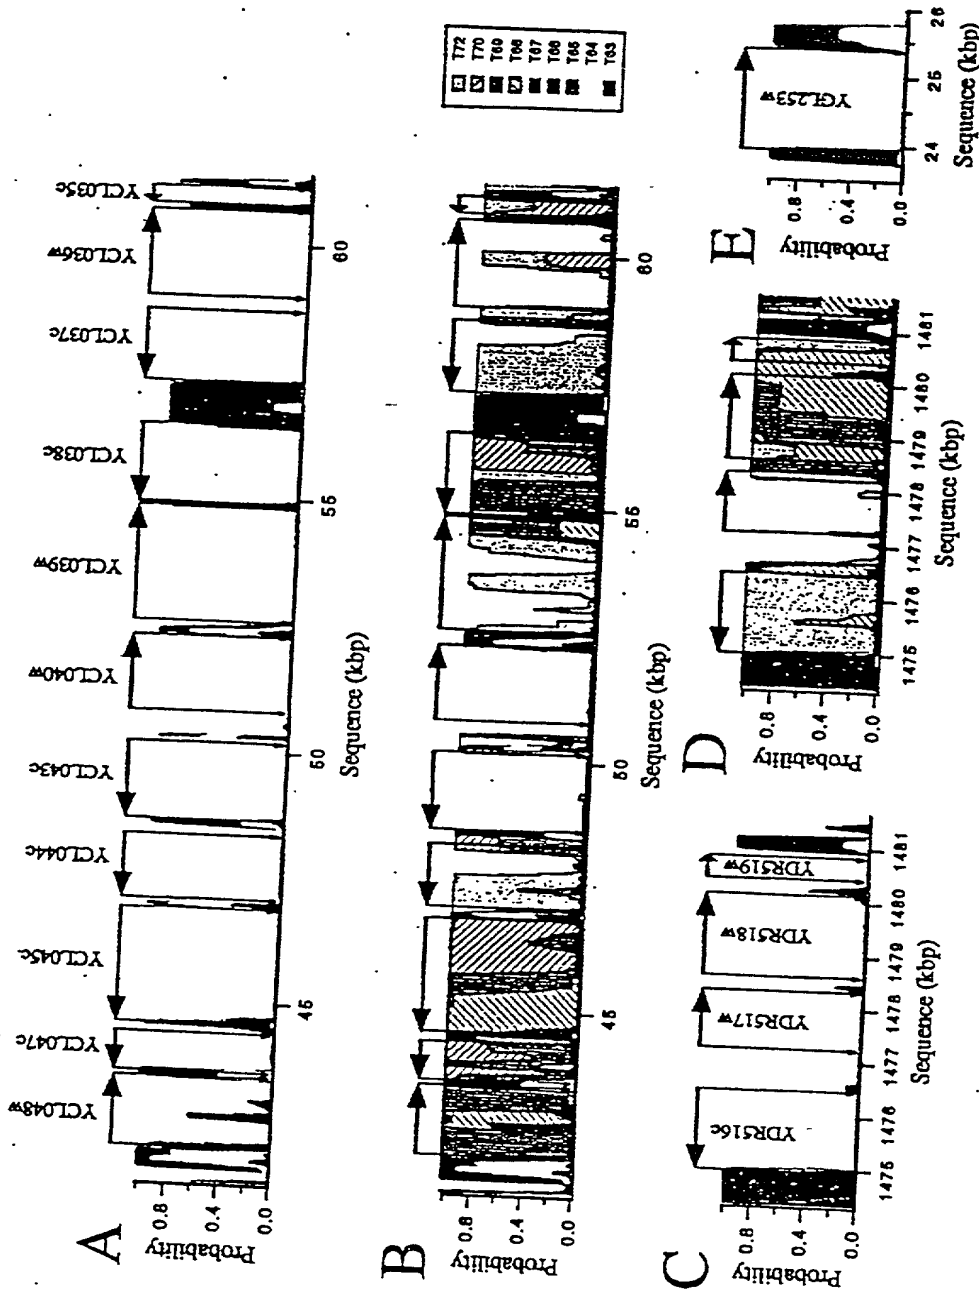 A
Probability
0.8
0.4
0.0
YCL048w
YCL047c
YCL045c
YCL044c
YCL043c
YCL040w
YCL039w
YCL038c
YCL037c
YCL036w
YCL035c
45
50
55
60
Sequence (kbp)
B
Probability
0.8
0.4
0.0
45
50
55
60
Sequence (kbp)
T72
T70
T69
T68
T67
T66
T65
T64
T63
C
Probability
0.8
0.4
0.0
YDR516c
YDR517w
YDR518w
YDR519w
1475
1476
1477
1478
1479
1480
1481
Sequence (kbp)
D
Probability
0.8
0.4
0.0
1475
1476
1477
1478
1479
1480
1481
Sequence (kbp)
E
Probability
0.8
0.4
0.0
YGL253w
24
25
26
Sequence (kbp)